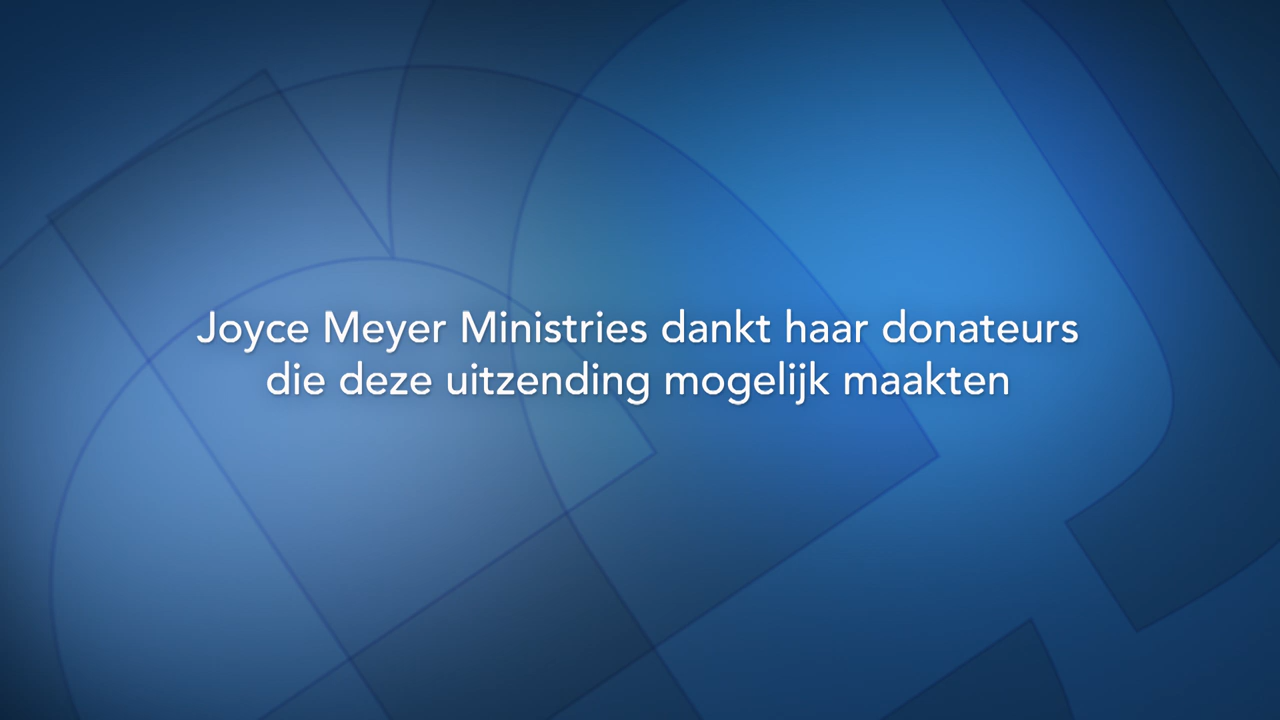 Joyce Meyer Ministries dankt haar donateurs
die deze uitzending mogelijk maakten